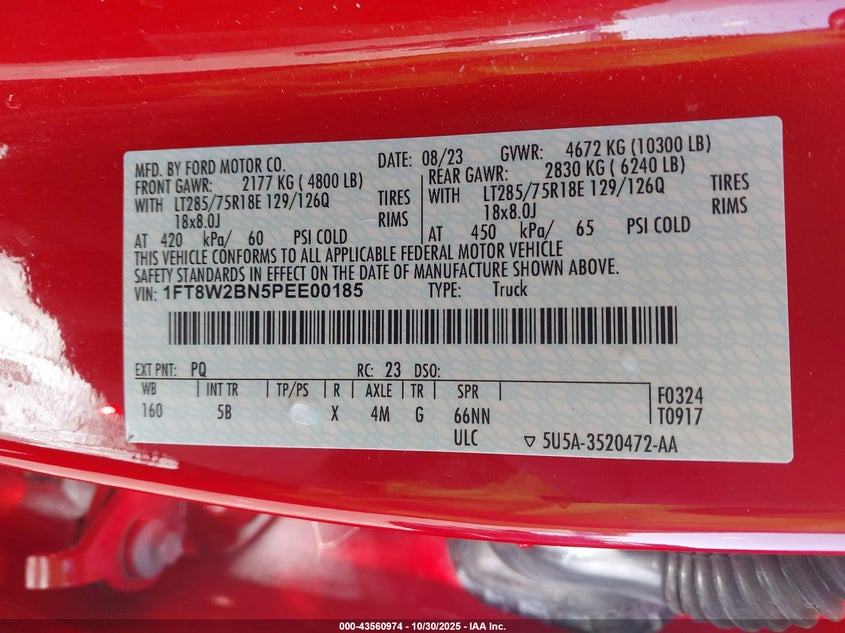 MFD. BY FORD MOTOR CO. DATE: 08/23 GVWR: 4672 KG (10300 LB)
FRONT GAWR: 2177 KG ( 4800 LB) REAR GAWR: 2830 KG ( 6240 LB)
WITH LT285/75R18E 129/126Q TIRES WITH LT285/75R18E 129/126Q TIRES
18x8.0J RIMS 18x8.0J RIMS
AT 420 kPa/ 60 PSI COLD AT 450 kPa/ 65 PSI COLD
THIS VEHICLE CONFORMS TO ALL APPLICABLE FEDERAL MOTOR VEHICLE
SAFETY STANDARDS IN EFFECT ON THE DATE OF MANUFACTURE SHOWN ABOVE.
VIN: 1FT8W2BN5PEE00185 TYPE: Truck
EXT PNT: PQ RC: 23 DSO:
WB INT TR TP/PS R AXLE TR SPR F0324
160 5B X 4M G 66NN T0917
ULC ▽ 5U5A-3520472-AA
000-43560974 - 10/30/2025 - IAA Inc.